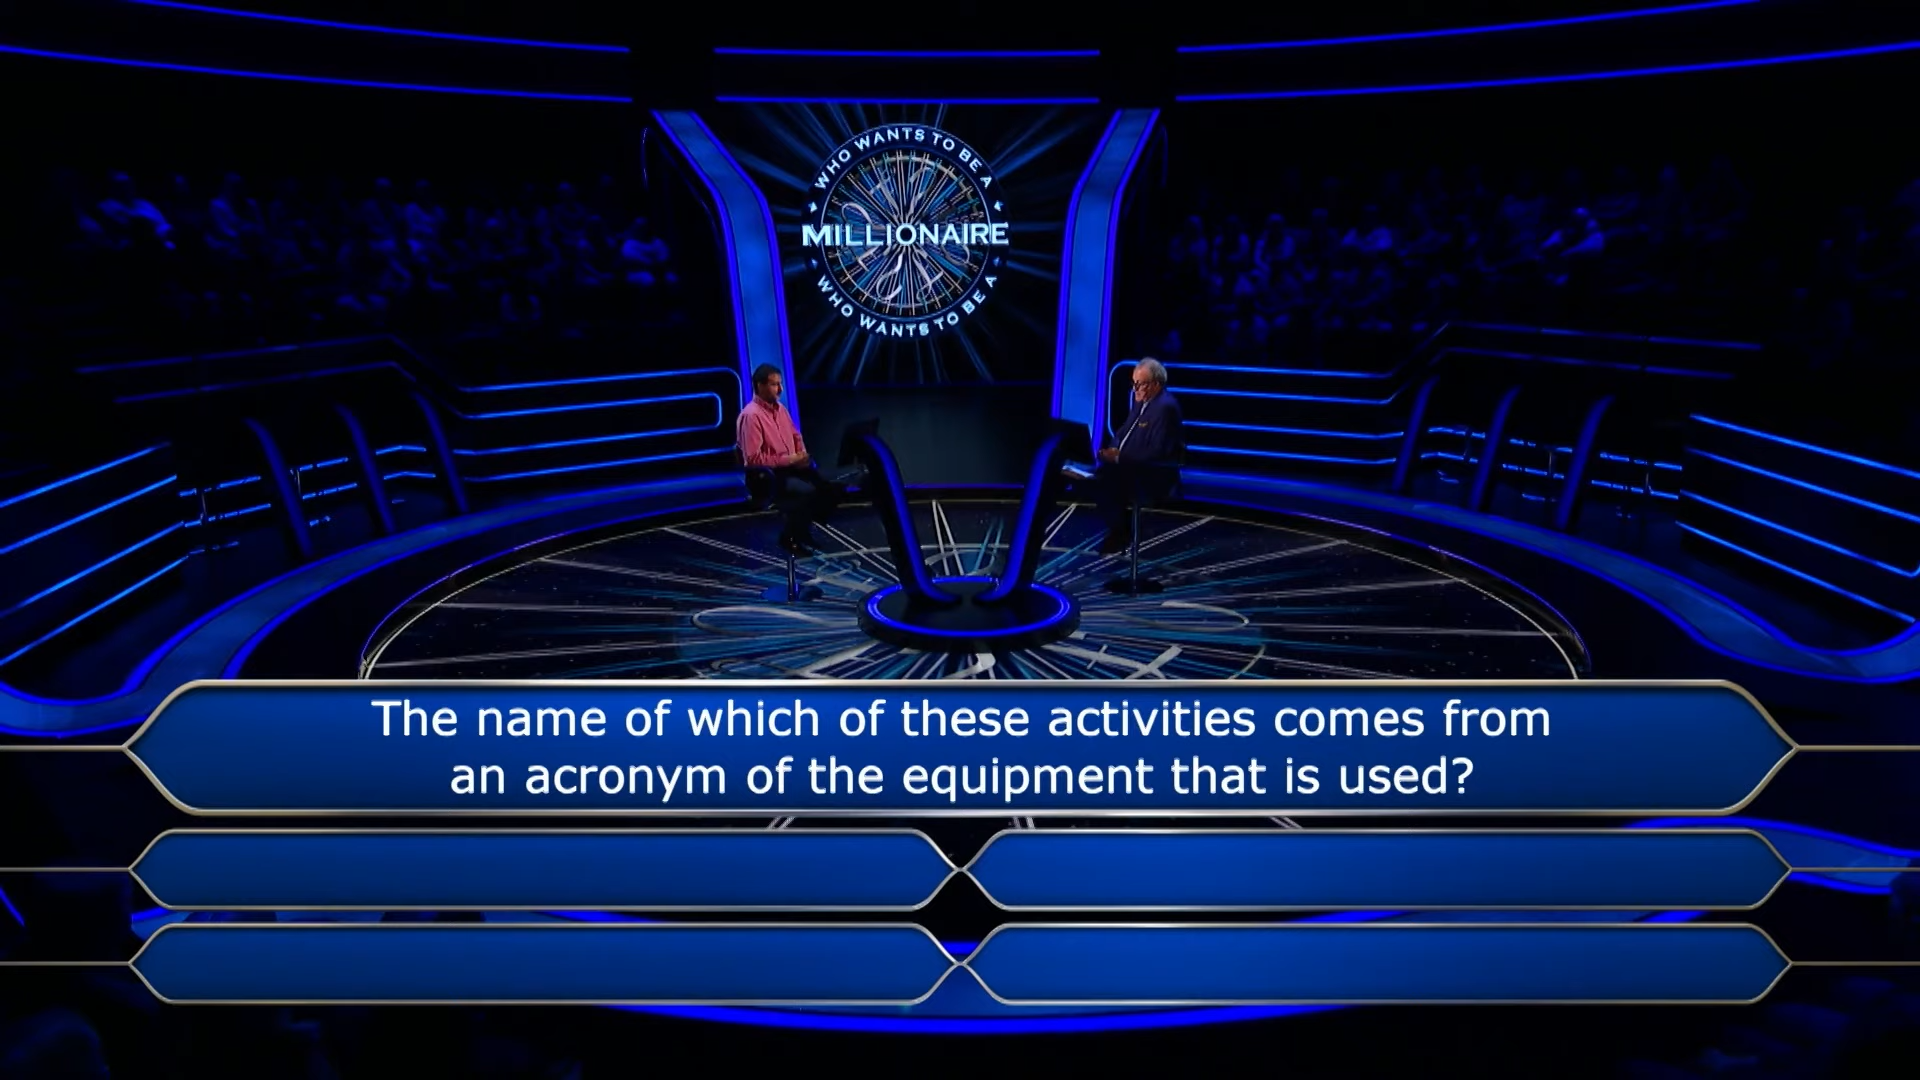 WHO WANTS TO BE A
MILLIONAIRE
WHO WANTS TO BE A
The name of which of these activities comes from
an acronym of the equipment that is used?